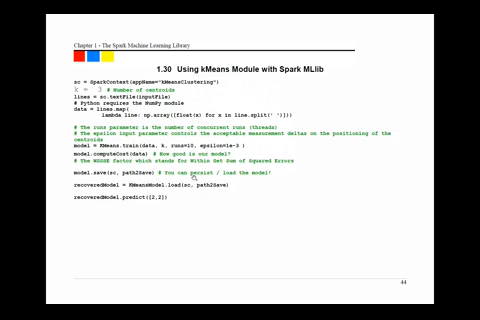 Chapter 1 - The Spark Machine Learning Library
1.30 Using kMeans Module with Spark MLlib
sc = SparkContext(appName="kMeansClustering")
k = 3 # Number of centroids
lines = sc.textFile(inputFile)
# Python requires the NumPy module
data = lines.map(
lambda line: np.array([float(x) for x in line.split(' ')]))
# The runs parameter is the number of concurrent runs (threads)
# The epsilon input parameter controls the acceptable measurement deltas on the positioning of the
centroids
model = KMeans.train(data, k, runs=10, epsilon=1e-3 )
model.computeCost(data) # How good is our model?
# The WSSSE factor which stands for Within Set Sum of Squared Errors
model.save(sc, path2Save) # You can persist / load the model!
recoveredModel = KMeansModel.load(sc, path2Save)
recoveredModel.predict([2,2])
44